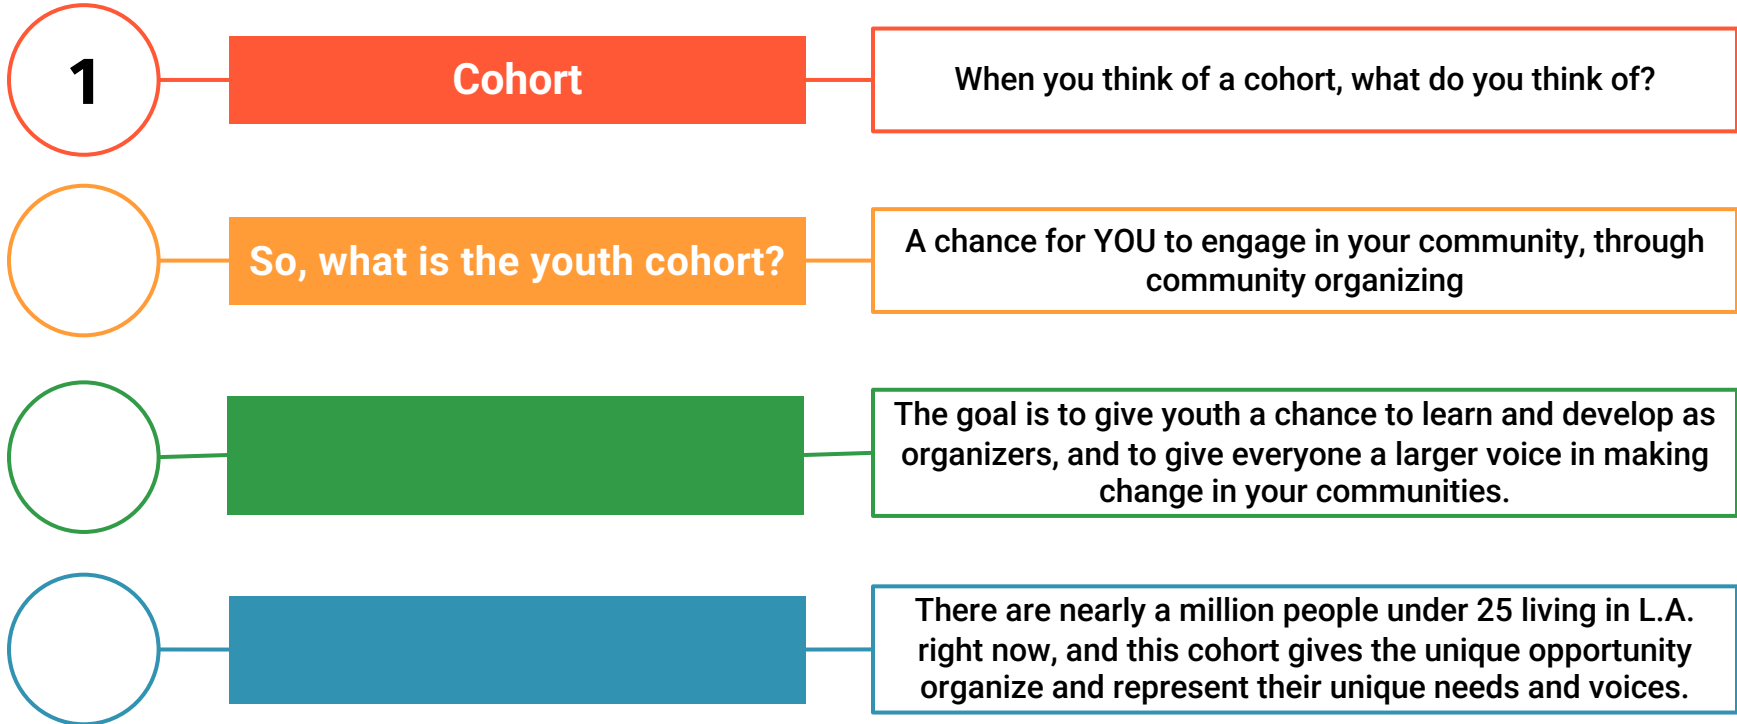 1
Cohort
When you think of a cohort, what do you think of?
So, what is the youth cohort?
A chance for YOU to engage in your community, through
community organizing
The goal is to give youth a chance to learn and develop as
organizers, and to give everyone a larger voice in making
change in your communities.
There are nearly a million people under 25 living in L.A.
right now, and this cohort gives the unique opportunity
organize and represent their unique needs and voices.